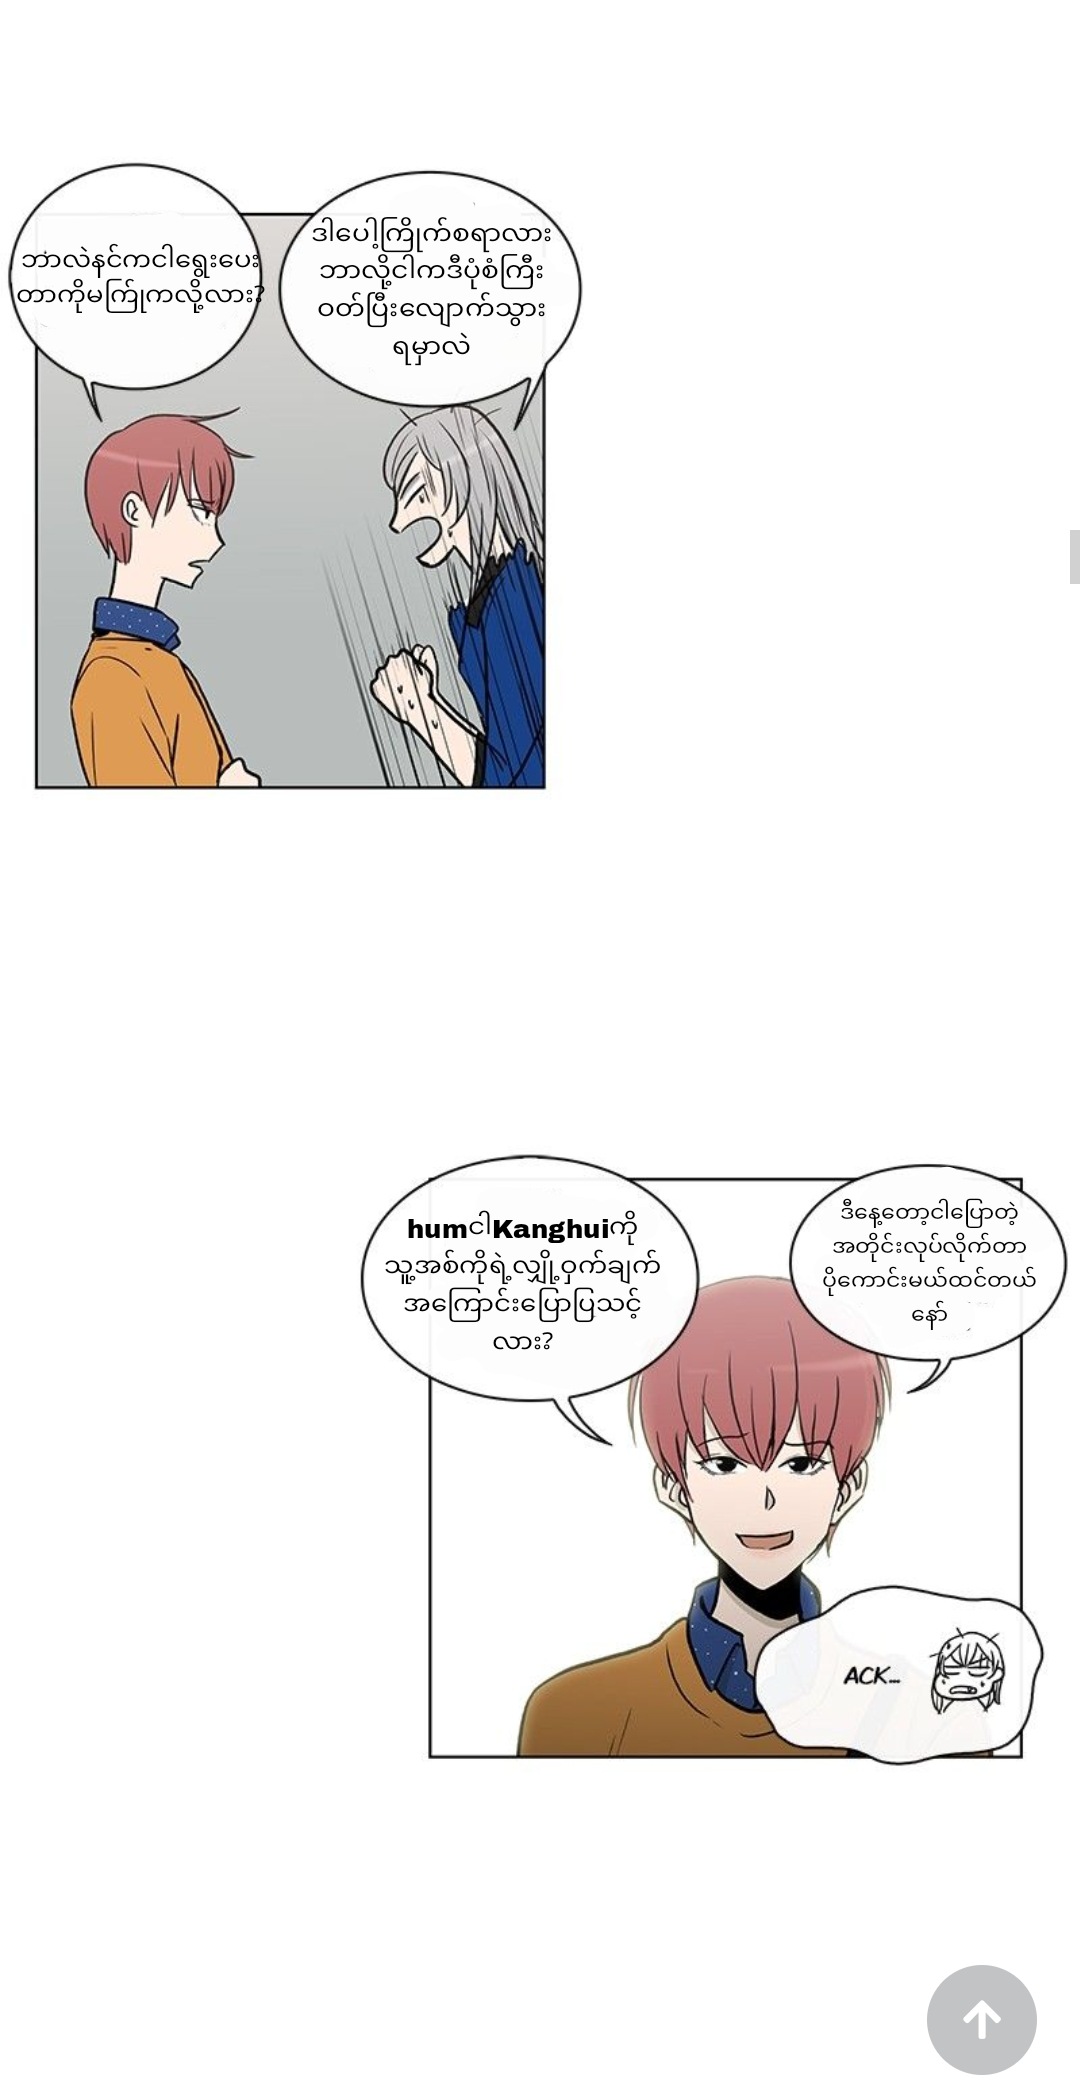 ဘာလဲနင်ကငါရွေးပေး
တာကိုမကြိုကလို့လား?
ဒါပေါ့ကြိုက်စရာလား
ဘာလို့ငါကဒီပုံစံကြီး
ဝတ်ပြီးလျောက်သွား
ရမှာလဲ
humငါKanghuiကို
သူ့အစ်ကိုရဲ့လျှို့ဝှက်ချက်
အကြောင်းပြောပြသင့်
လား?
ဒီနေ့တော့ငါပြောတဲ့
အတိုင်းလုပ်လိုက်တာ
ပိုကောင်းမယ်ထင်တယ်
နော်
ACK...